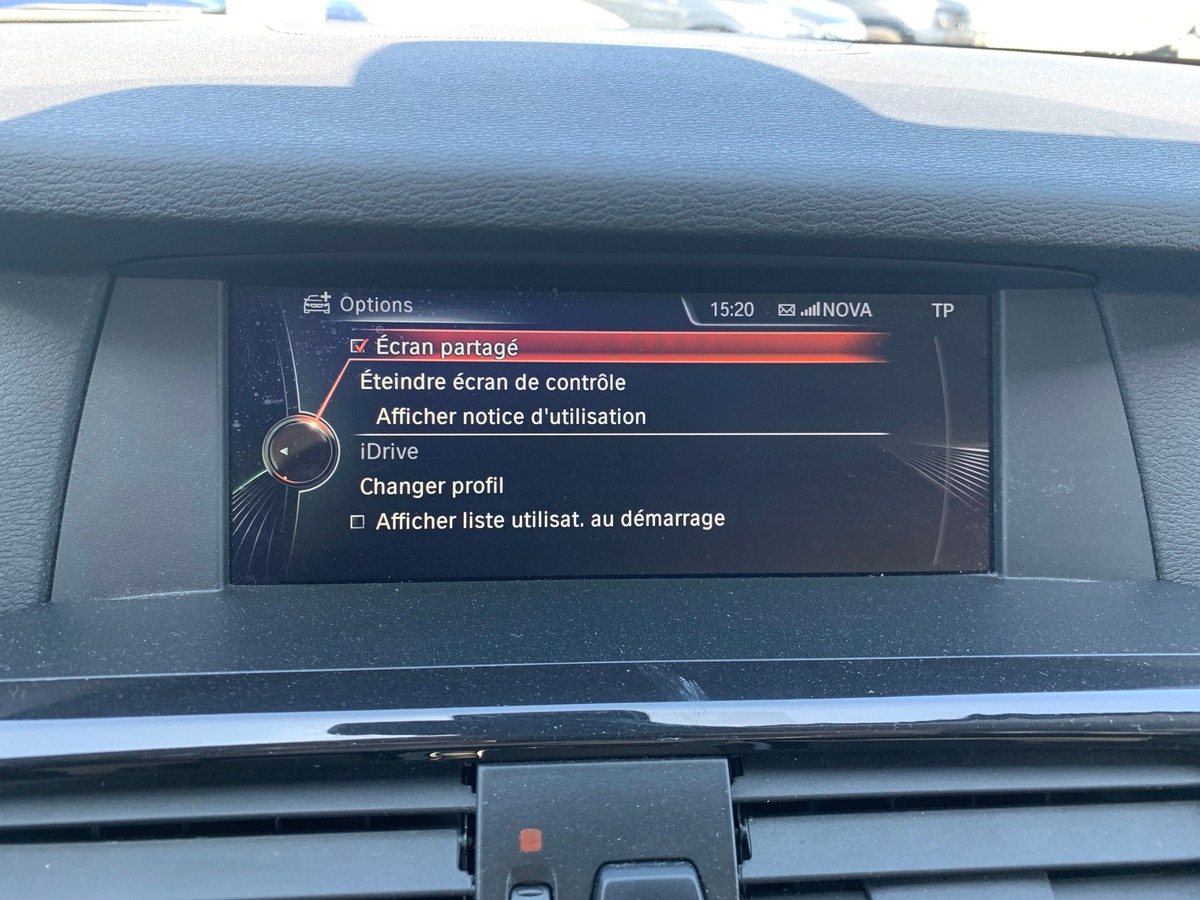 Options
15:20 NOVA TP
Écran partagé
Éteindre écran de contrôle
Afficher notice d'utilisation
iDrive
Changer profil
Afficher liste utilisat. au démarrage